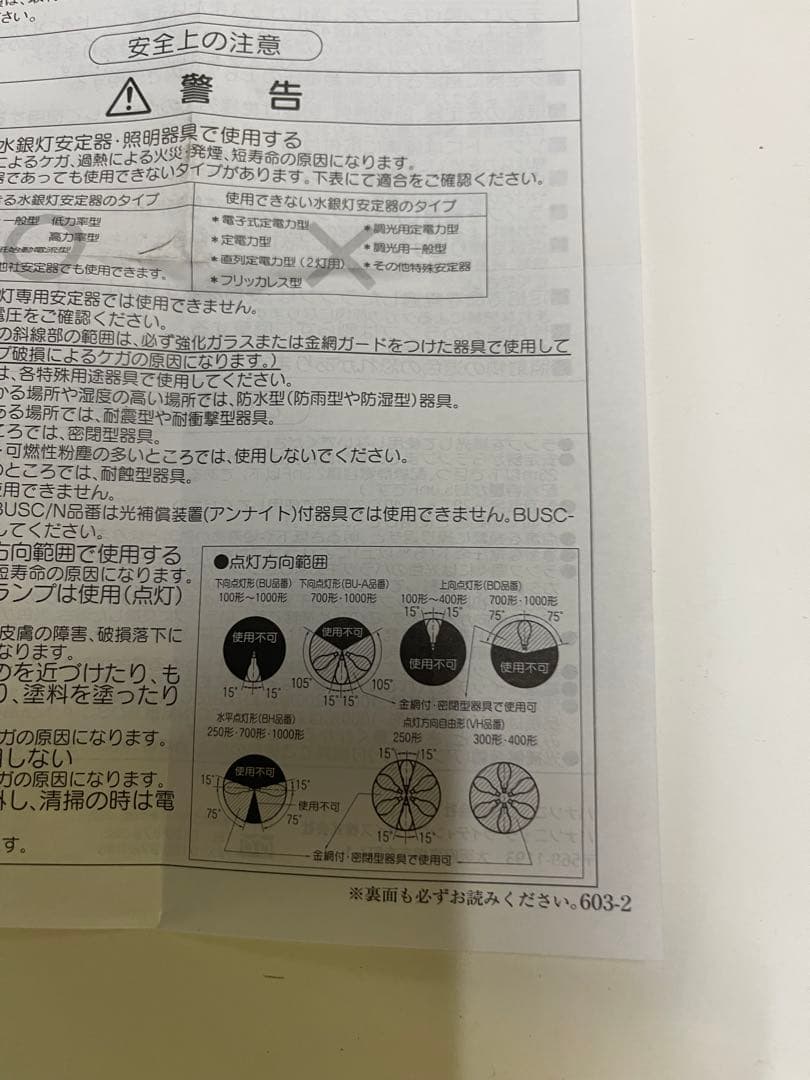 さい。
安全上の注意
警告
水銀灯安定器・照明器具で使用する
によるケガ、過熱による火災・発煙、短寿命の原因になります。
器であっても使用できないタイプがあります。下表にて適合をご確認ください。
る水銀灯安定器のタイプ 使用できない水銀灯安定器のタイプ
一般型 低力率型
高力率型
他社安定器でも使用できます。
＊電子式定電力型 ＊調光用定電力型
＊定電力型 ＊調光用一般型
＊直列定電力型(2灯用) ＊その他特殊安定器
＊フリッカレス型
灯専用安定器では使用できません。
電圧をご確認ください。
の斜線部の範囲は、必ず強化ガラスまたは金網ガードをつけた器具で使用して
プ破損によるケガの原因になります。)
は、各特殊用途器具で使用してください。
かる場所や湿度の高い場所では、防水型(防雨型や防湿型)器具。
ある場所では、耐震型や耐衝撃型器具。
ころでは、密閉型器具。
・可燃性粉塵の多いところでは、使用しないでください。
のところでは、耐蝕型器具。
使用できません。
BUSC/N品番は光補償装置(アンナイト)付器具では使用できません。BUSC-
してください。
方向範囲で使用する
短寿命の原因になります。
ランプは使用(点灯)
皮膚の障害、破損落下に
なります。
のを近づけたり、も
り、塗料を塗ったり
ガの原因になります。
用しない
ガの原因になります。
外し、清掃の時は電
す。
●点灯方向範囲
下向点灯形(BU品番) 下向点灯形(BU-A品番) 上向点灯形(BD品番)
100形〜1000形 700形・1000形 100形〜400形 700形・1000形
15° 15° 75° 75°
使用不可 使用不可 使用不可 使用不可
15° 15° 105° 15° 15° 105°
金網付・密閉型器具で使用可
水平点灯形(BH品番) 点灯方向自由形(VH品番)
250形・700形・1000形 250形 300形・400形
15° 15°
使用不可
15° 15°
使用不可
75° 75°
15° 15°
金網付・密閉型器具で使用可
※裏面も必ずお読みください。603-2